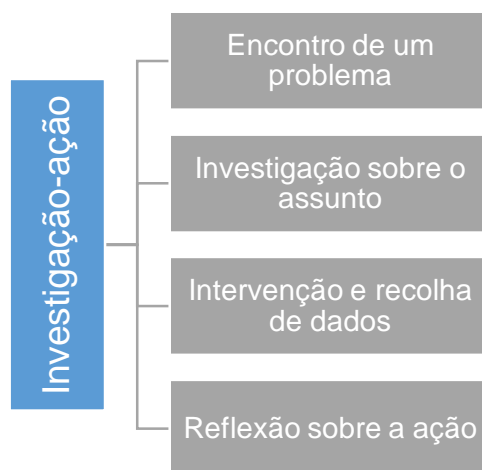 Investigação-ação
Encontro de um
problema
Investigação sobre o
assunto
Intervenção e recolha
de dados
Reflexão sobre a ação